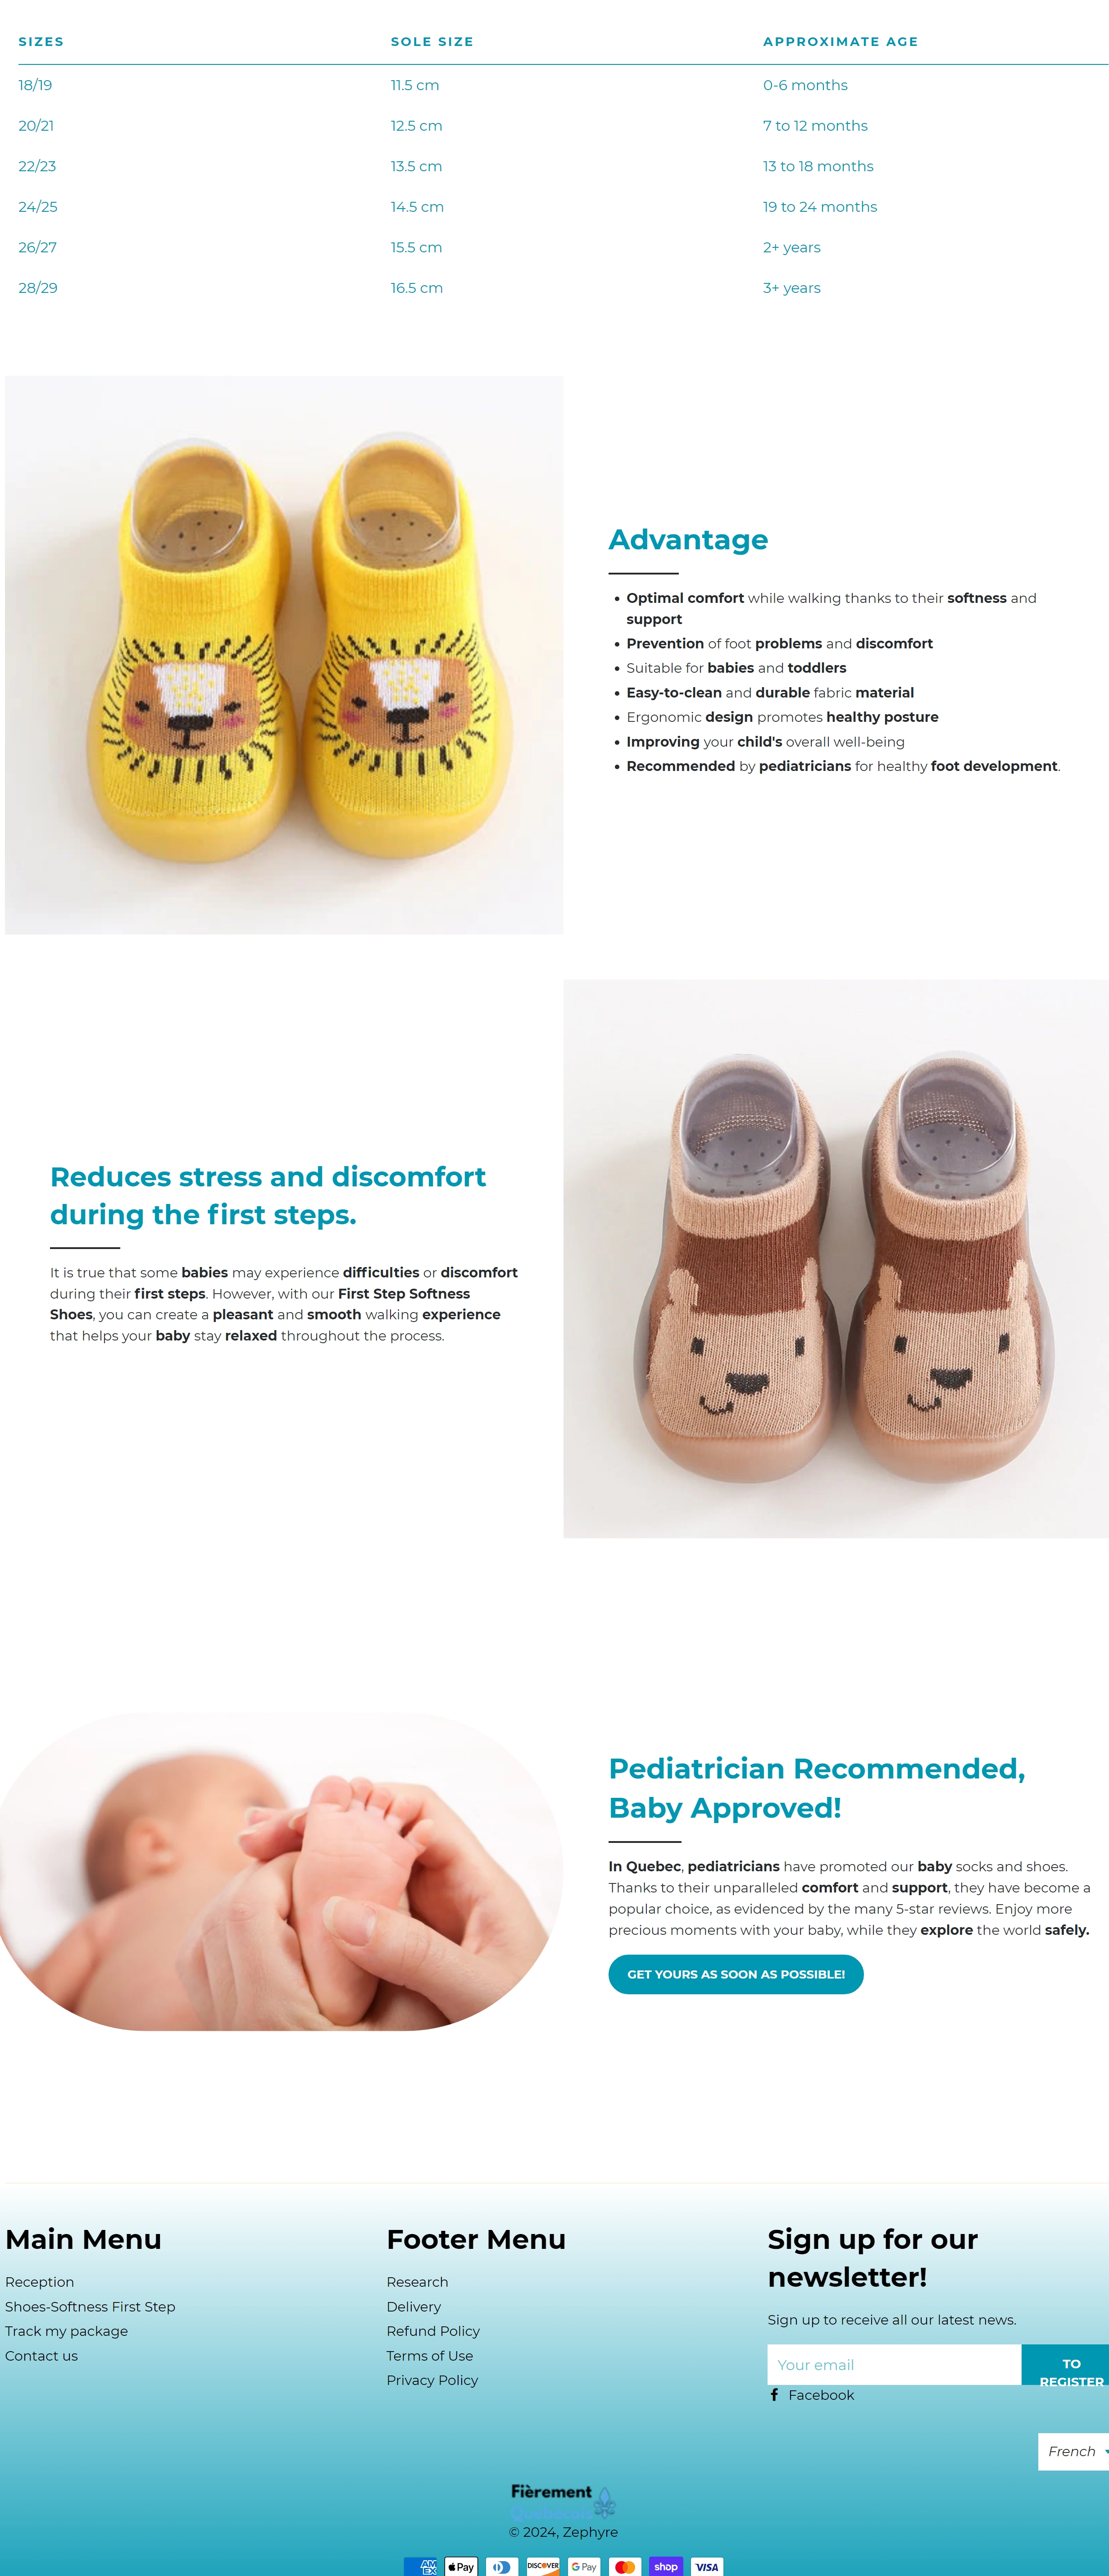 SIZES SOLE SIZE APPROXIMATE AGE
18/19 11.5 cm 0-6 months
20/21 12.5 cm 7 to 12 months
22/23 13.5 cm 13 to 18 months
24/25 14.5 cm 19 to 24 months
26/27 15.5 cm 2+ years
28/29 16.5 cm 3+ years
Advantage
Optimal comfort while walking thanks to their softness and
support
Prevention of foot problems and discomfort
Suitable for babies and toddlers
Easy-to-clean and durable fabric material
Ergonomic design promotes healthy posture
Improving your child's overall well-being
Recommended by pediatricians for healthy foot development.
Reduces stress and discomfort
during the first steps.
It is true that some babies may experience difficulties or discomfort
during their first steps. However, with our First Step Softness
Shoes, you can create a pleasant and smooth walking experience
that helps your baby stay relaxed throughout the process.
Pediatrician Recommended,
Baby Approved!
In Quebec, pediatricians have promoted our baby socks and shoes.
Thanks to their unparalleled comfort and support, they have become a
popular choice, as evidenced by the many 5-star reviews. Enjoy more
precious moments with your baby, while they explore the world safely.
GET YOURS AS SOON AS POSSIBLE!
Main Menu
Reception
Shoes-Softness First Step
Track my package
Contact us
Footer Menu
Research
Delivery
Refund Policy
Terms of Use
Privacy Policy
Sign up for our
newsletter!
Sign up to receive all our latest news.
Your email
TO
REGISTER
Facebook
French
Fièrement
© 2024, Zephyre
AM EX Pay DISCOVER G Pay shop VISA